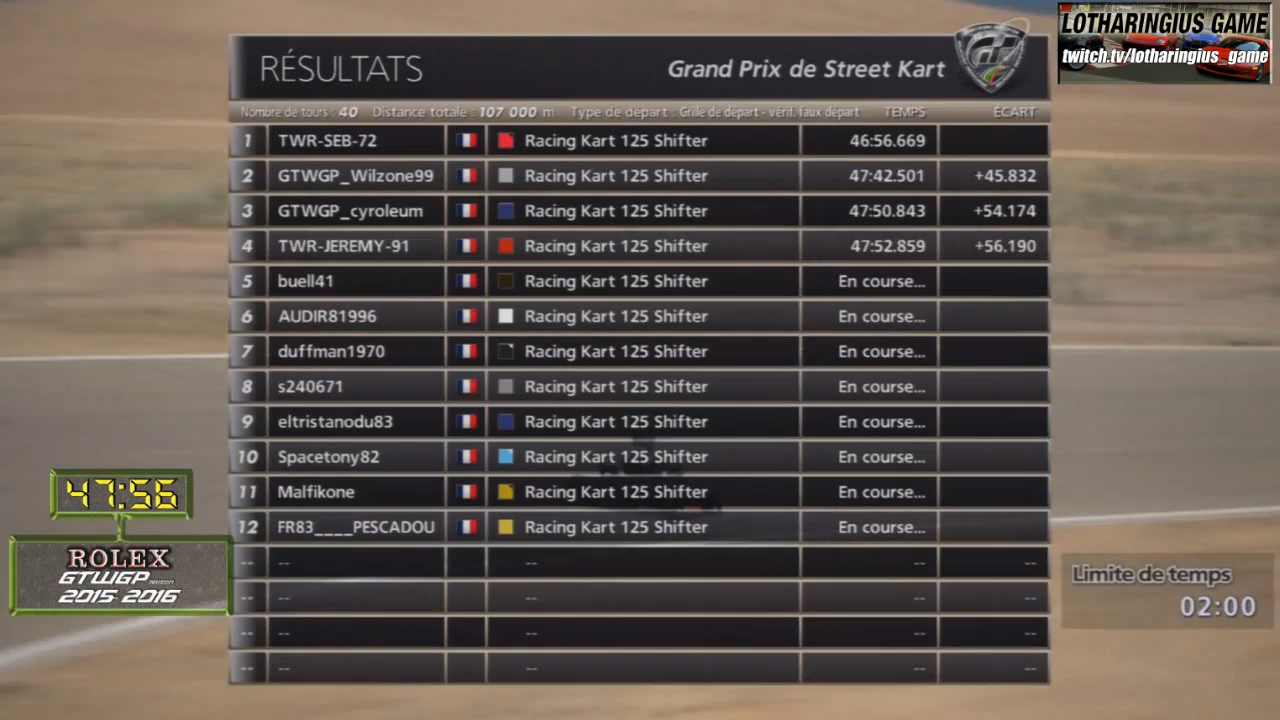 LOTHARINGIUS GAME
twitch.tv/lotharingius_game
RÉSULTATS
Grand Prix de Street Kart
Nombre de tours : 40 Distance totale : 107 000 m Type de départ : Grille de départ - vérif. faux départ TEMPS ÉCART
1 TWR-SEB-72 Racing Kart 125 Shifter 46:56.669
2 GTWGP_Wilzone99 Racing Kart 125 Shifter 47:42.501 +45.832
3 GTWGP_cyroleum Racing Kart 125 Shifter 47:50.843 +54.174
4 TWR-JEREMY-91 Racing Kart 125 Shifter 47:52.859 +56.190
5 buell41 Racing Kart 125 Shifter En course...
6 AUDIR81996 Racing Kart 125 Shifter En course...
7 duffman1970 Racing Kart 125 Shifter En course...
8 s240671 Racing Kart 125 Shifter En course...
9 eltristanodu83 Racing Kart 125 Shifter En course...
10 Spacetony82 Racing Kart 125 Shifter En course...
11 Malfikone Racing Kart 125 Shifter En course...
12 FR83____PESCADOU Racing Kart 125 Shifter En course...
-- -- -- -- --
-- -- -- -- --
-- -- -- -- --
-- -- -- -- --
47:56
ROLEX
GTWGP
2015-2016
Limite de temps
02:00